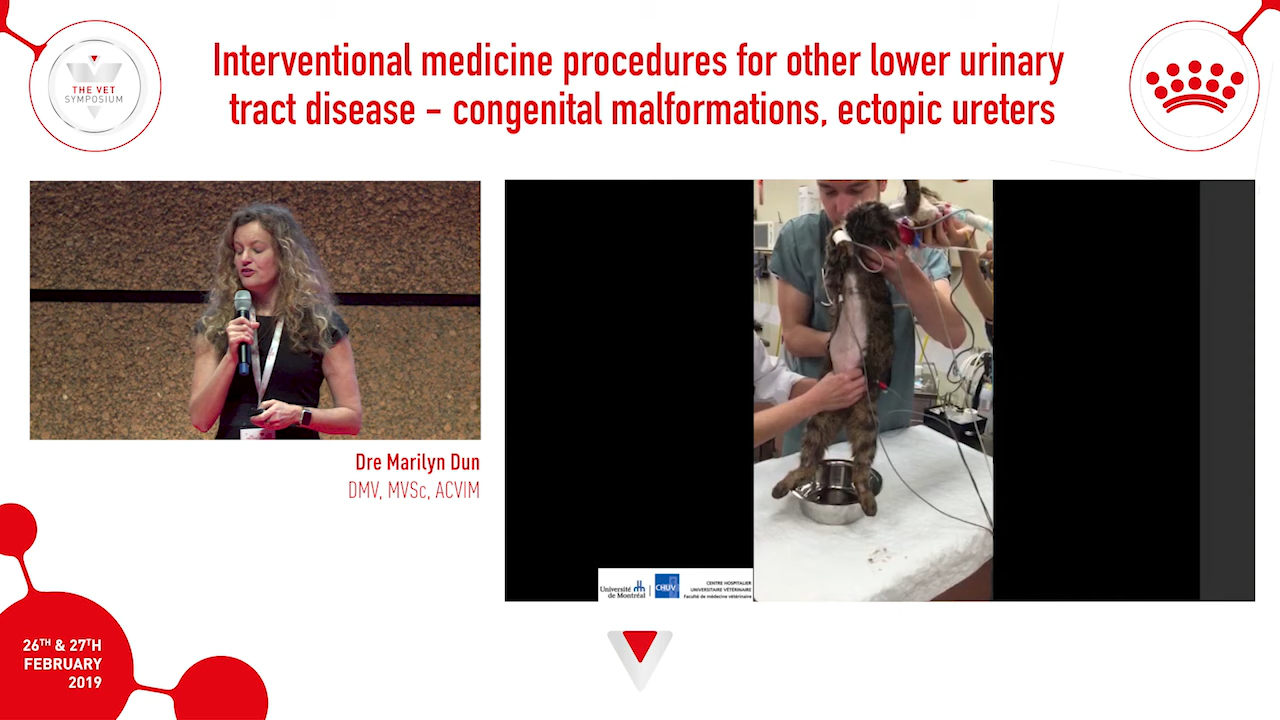 Interventional medicine procedures for other lower urinary
tract disease – congenital malformations, ectopic ureters
THE VET
SYMPOSIUM
Dre Marilyn Dun
DMV, MVSc, ACVIM
Université
de Montréal
CHUV
CENTRE HOSPITALIER
UNIVERSITAIRE VÉTÉRINAIRE
Faculté de médecine vétérinaire
26TH & 27TH
FEBRUARY
2019